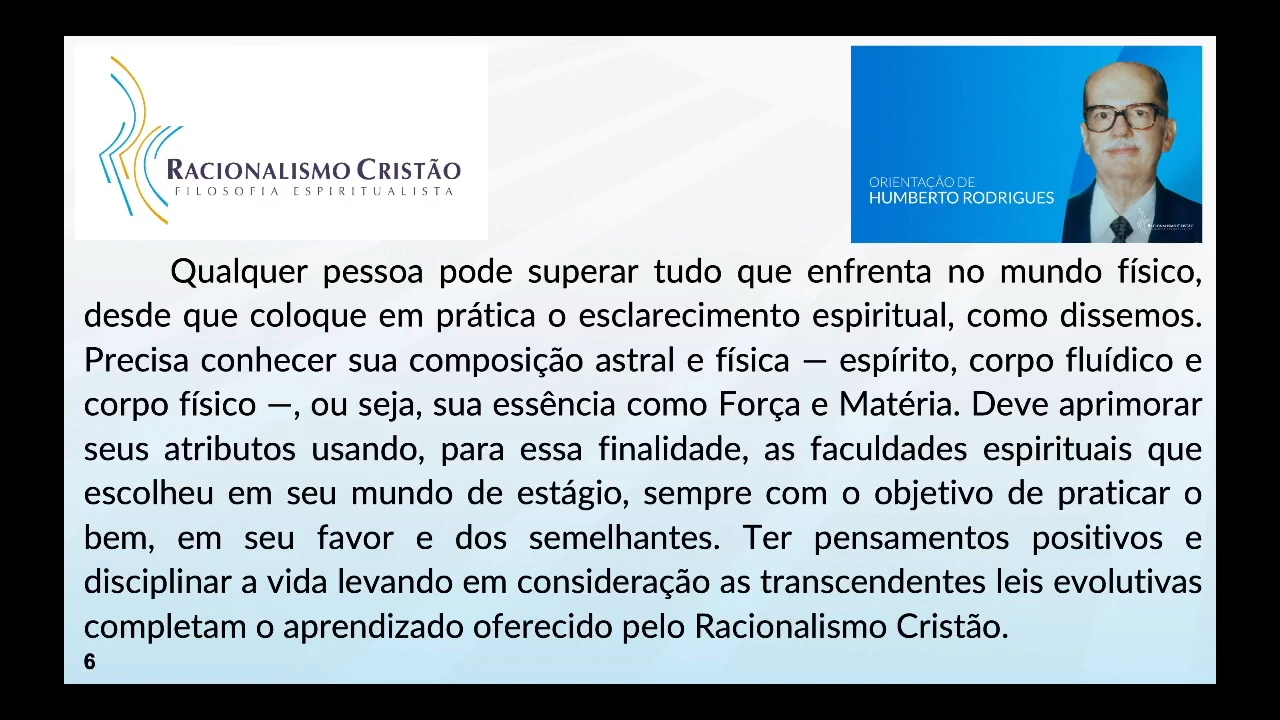 RACIONALISMO CRISTÃO
FILOSOFIA ESPIRITUALISTA
ORIENTAÇÃO DE
HUMBERTO RODRIGUES
RACIONALISMO CRISTÃO
Qualquer pessoa pode superar tudo que enfrenta no mundo físico,
desde que coloque em prática o esclarecimento espiritual, como dissemos.
Precisa conhecer sua composição astral e física — espírito, corpo fluídico e
corpo físico —, ou seja, sua essência como Força e Matéria. Deve aprimorar
seus atributos usando, para essa finalidade, as faculdades espirituais que
escolheu em seu mundo de estágio, sempre com o objetivo de praticar o
bem, em seu favor e dos semelhantes. Ter pensamentos positivos e
disciplinar a vida levando em consideração as transcendentes leis evolutivas
completam o aprendizado oferecido pelo Racionalismo Cristão.
6